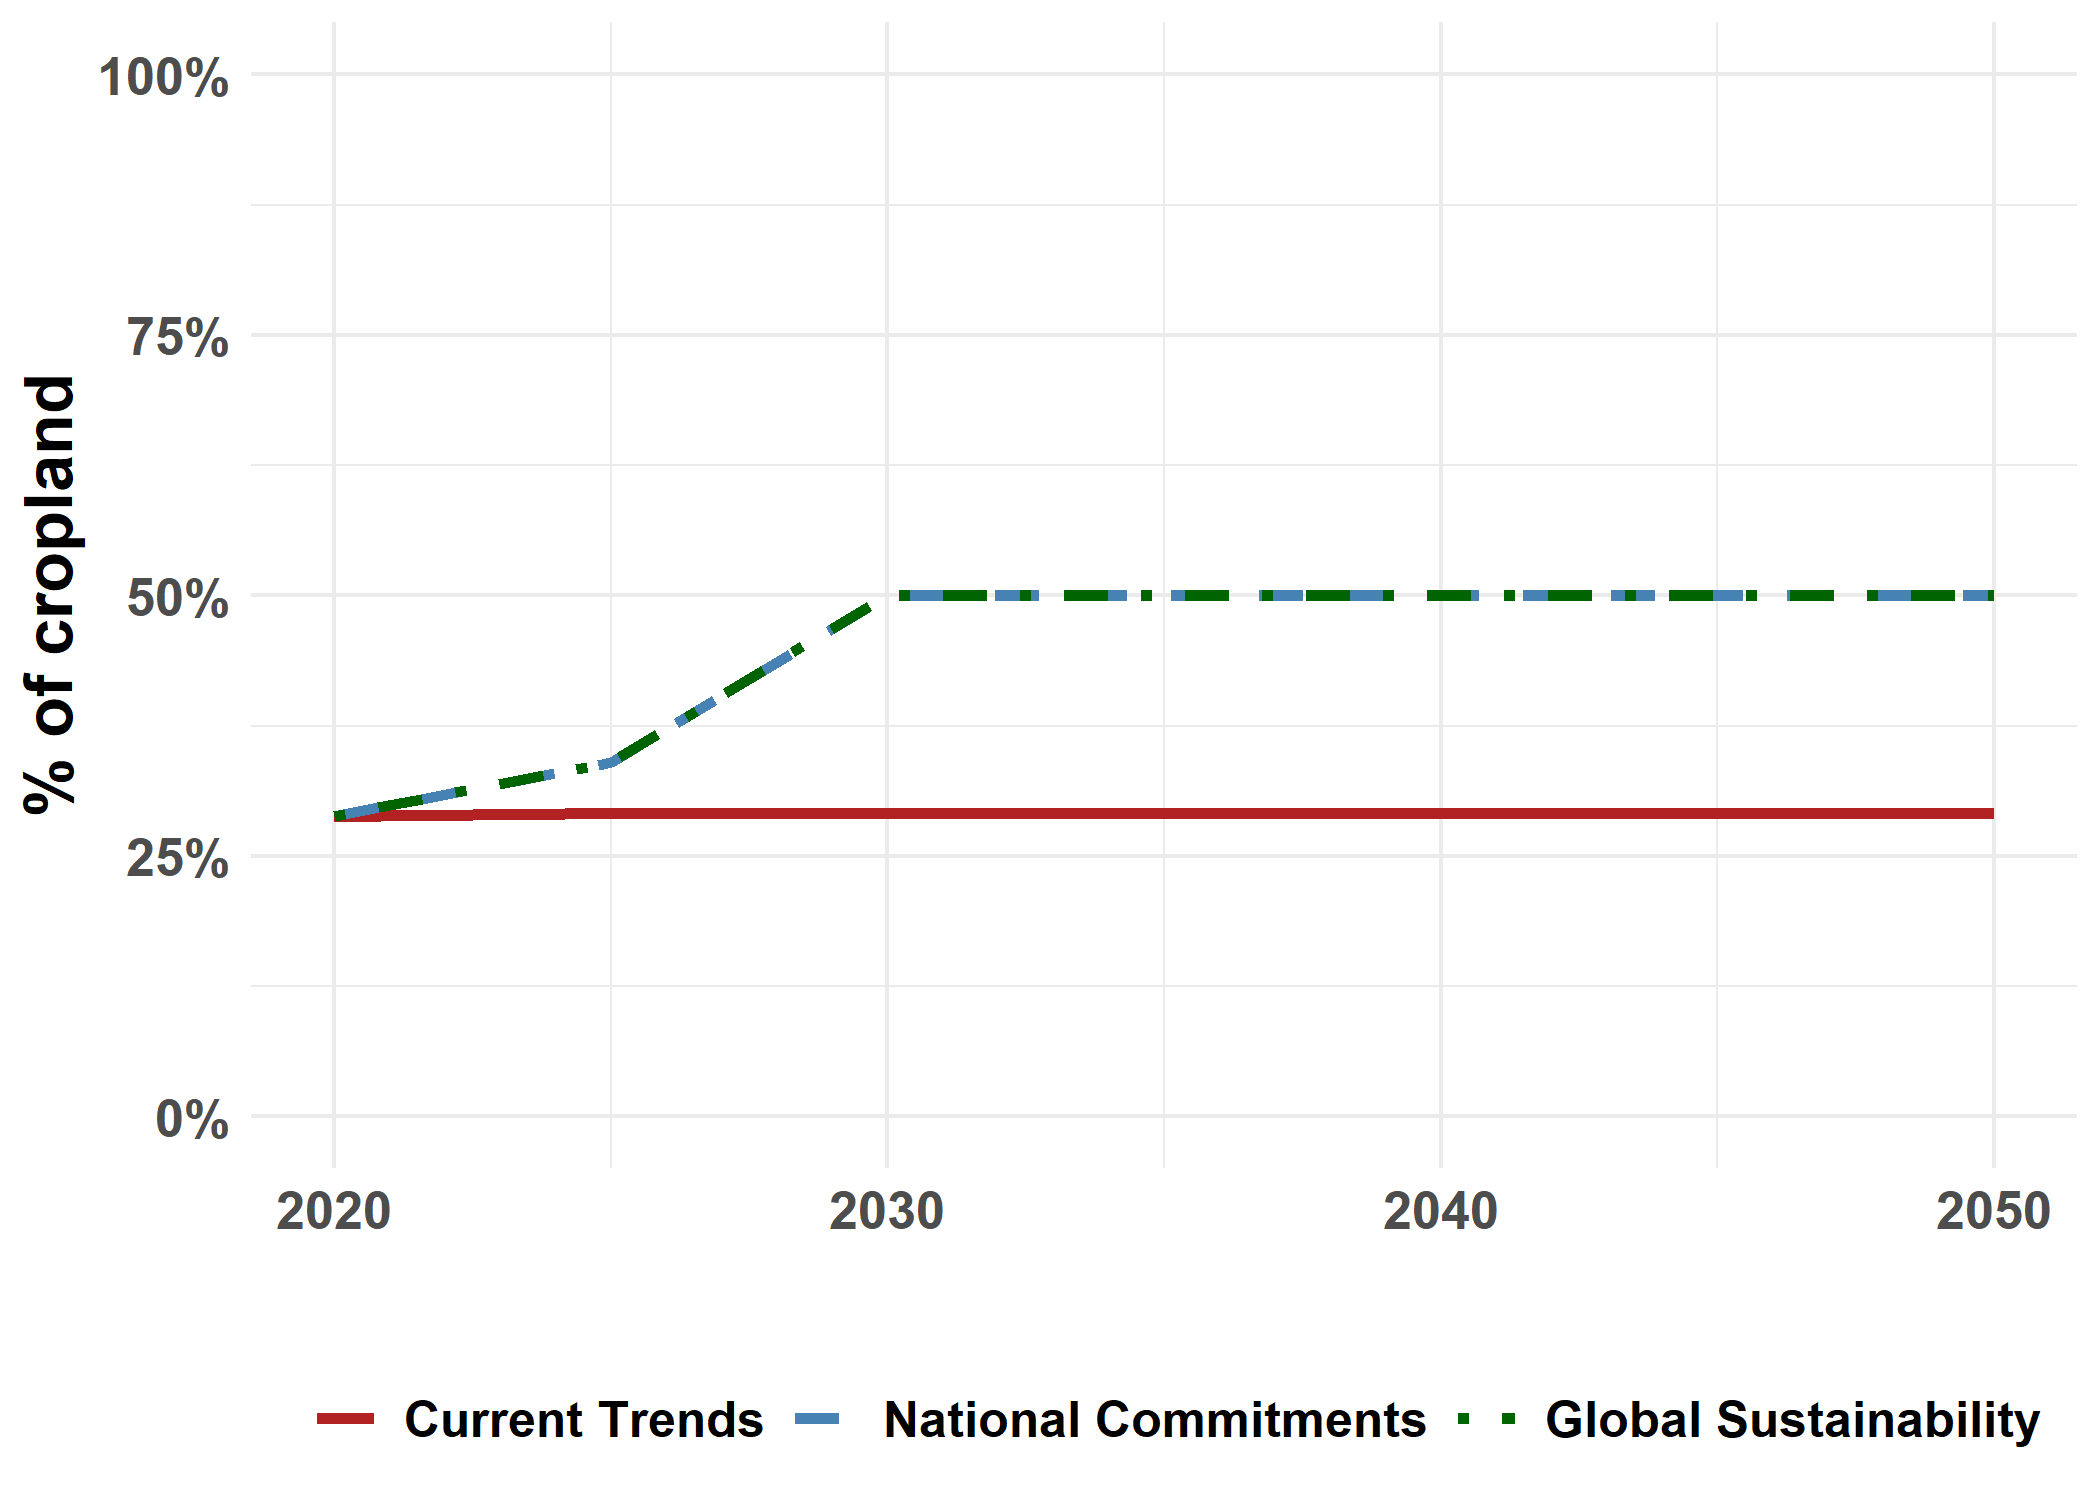 100%
75%
50%
25%
0%
% of cropland
2020 2030 2040 2050
Current Trends National Commitments Global Sustainability